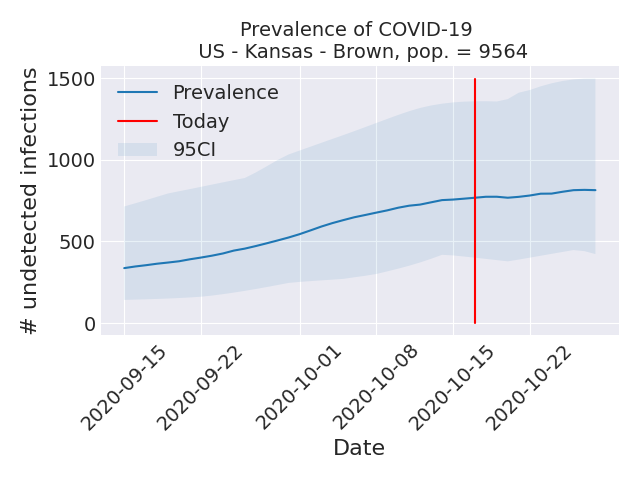 Prevalence of COVID-19
US - Kansas - Brown, pop. = 9564
# undetected infections
1500
1000
500
0
Prevalence
Today
95CI
2020-09-15
2020-09-22
2020-10-01
2020-10-08
2020-10-15
2020-10-22
Date